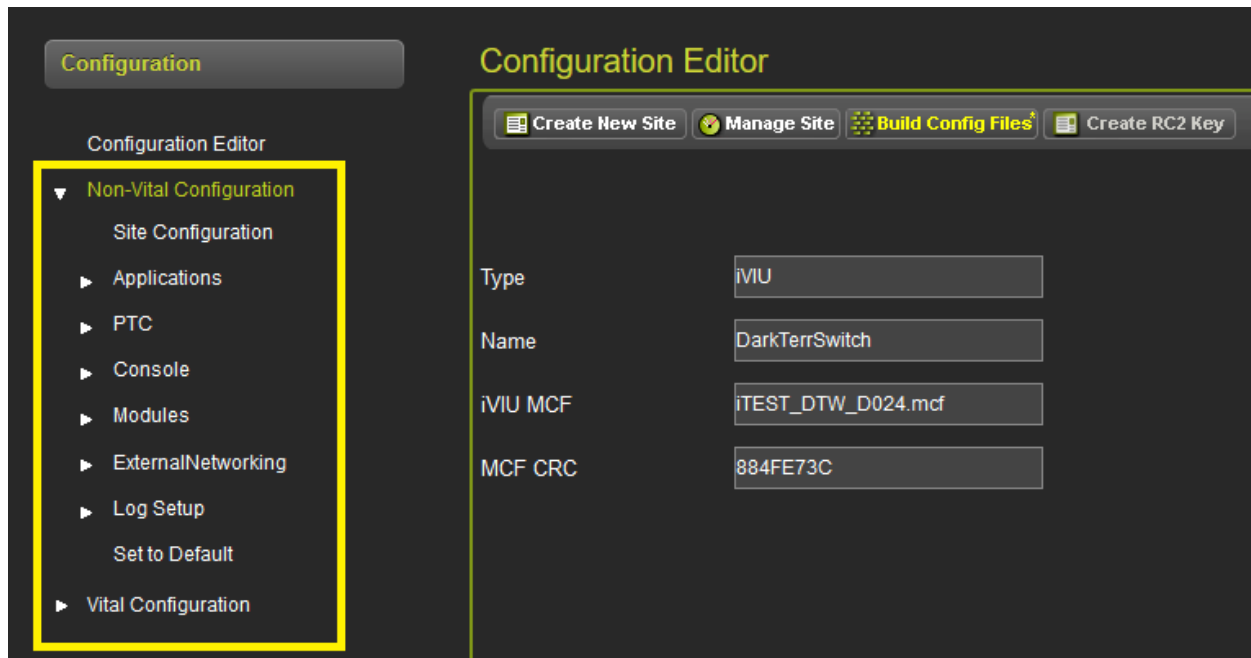 Configuration
Configuration Editor
Non-Vital Configuration
Site Configuration
Applications
PTC
Console
Modules
ExternalNetworking
Log Setup
Set to Default
Vital Configuration
Configuration Editor
Create New Site Manage Site Build Config Files* Create RC2 Key
Type iVIU
Name DarkTerrSwitch
iVIU MCF iTEST_DTW_D024.mcf
MCF CRC 884FE73C